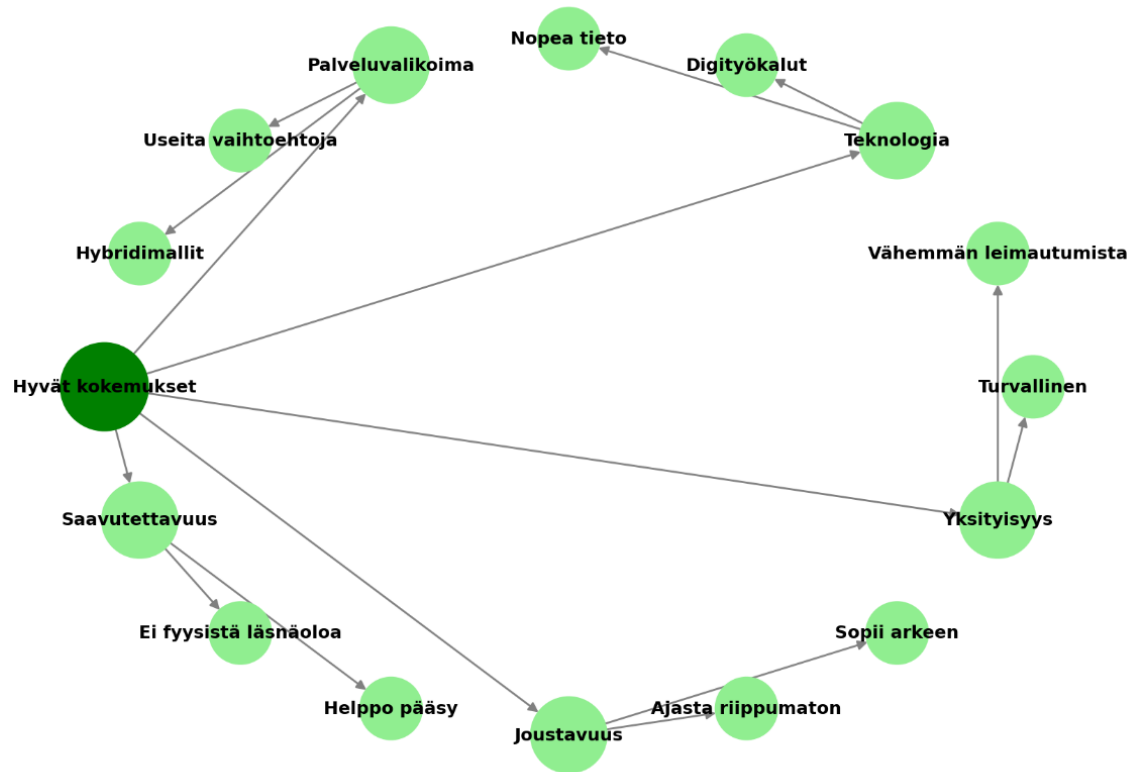 Nopea tieto
Palveluvalikoima
Digityökalut
Useita vaihtoehtoja
Teknologia
Hybridimallit
Vähemmän leimautumista
Hyvät kokemukset
Turvallinen
Saavutettavuus
Yksityisyys
Ei fyysistä läsnäoloa
Sopii arkeen
Helppo pääsy
Ajasta riippumaton
Joustavuus